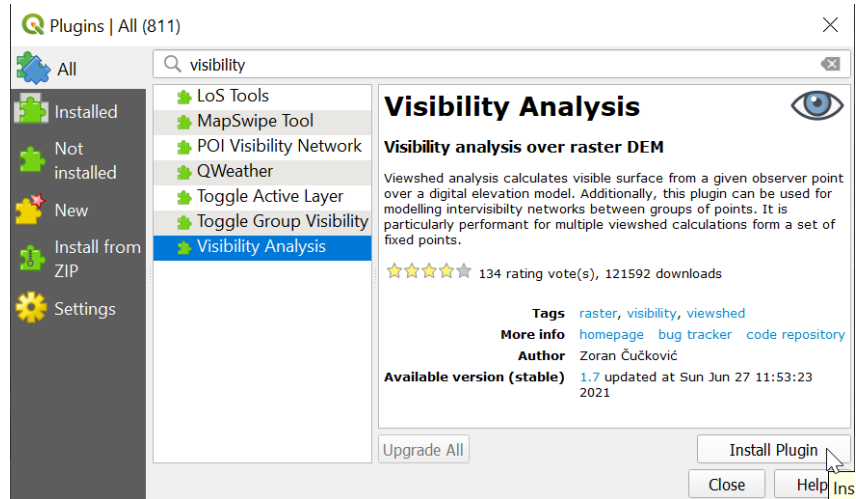 Plugins | All (811)
visibility
All
Installed
Not
installed
New
Install from
ZIP
Settings
LoS Tools
MapSwipe Tool
POI Visibility Network
QWeather
Toggle Active Layer
Toggle Group Visibility
Visibility Analysis
Visibility Analysis
Visibility analysis over raster DEM
Viewshed analysis calculates visible surface from a given observer point
over a digital elevation model. Additionally, this plugin can be used for
modelling intervisibilty networks between groups of points. It is
particularly performant for multiple viewshed calculations form a set of
fixed points.
134 rating vote(s), 121592 downloads
Tags raster, visibility, viewshed
More info homepage bug tracker code repository
Author Zoran Čučković
Available version (stable) 1.7 updated at Sun Jun 27 11:53:23
2021
Upgrade All
Install Plugin
Close
Help
Ins